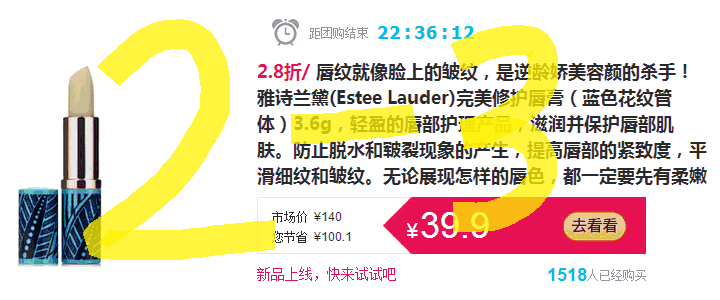 距团购结束 22:36:12
2.8折/ 唇纹就像脸上的皱纹，是逆龄娇美容颜的杀手！
雅诗兰黛(Estee Lauder)完美修护唇膏（蓝色花纹管
体）3.6g，轻盈的唇部护理产品，滋润并保护唇部肌
肤。防止脱水和皲裂现象的产生，提高唇部的紧致度，平
滑细纹和皱纹。无论展现怎样的唇色，都一定要先有柔嫩
市场价 ¥140
您节省 ¥100.1
¥39.9
去看看
新品上线，快来试试吧
1518人已经购买
2-3